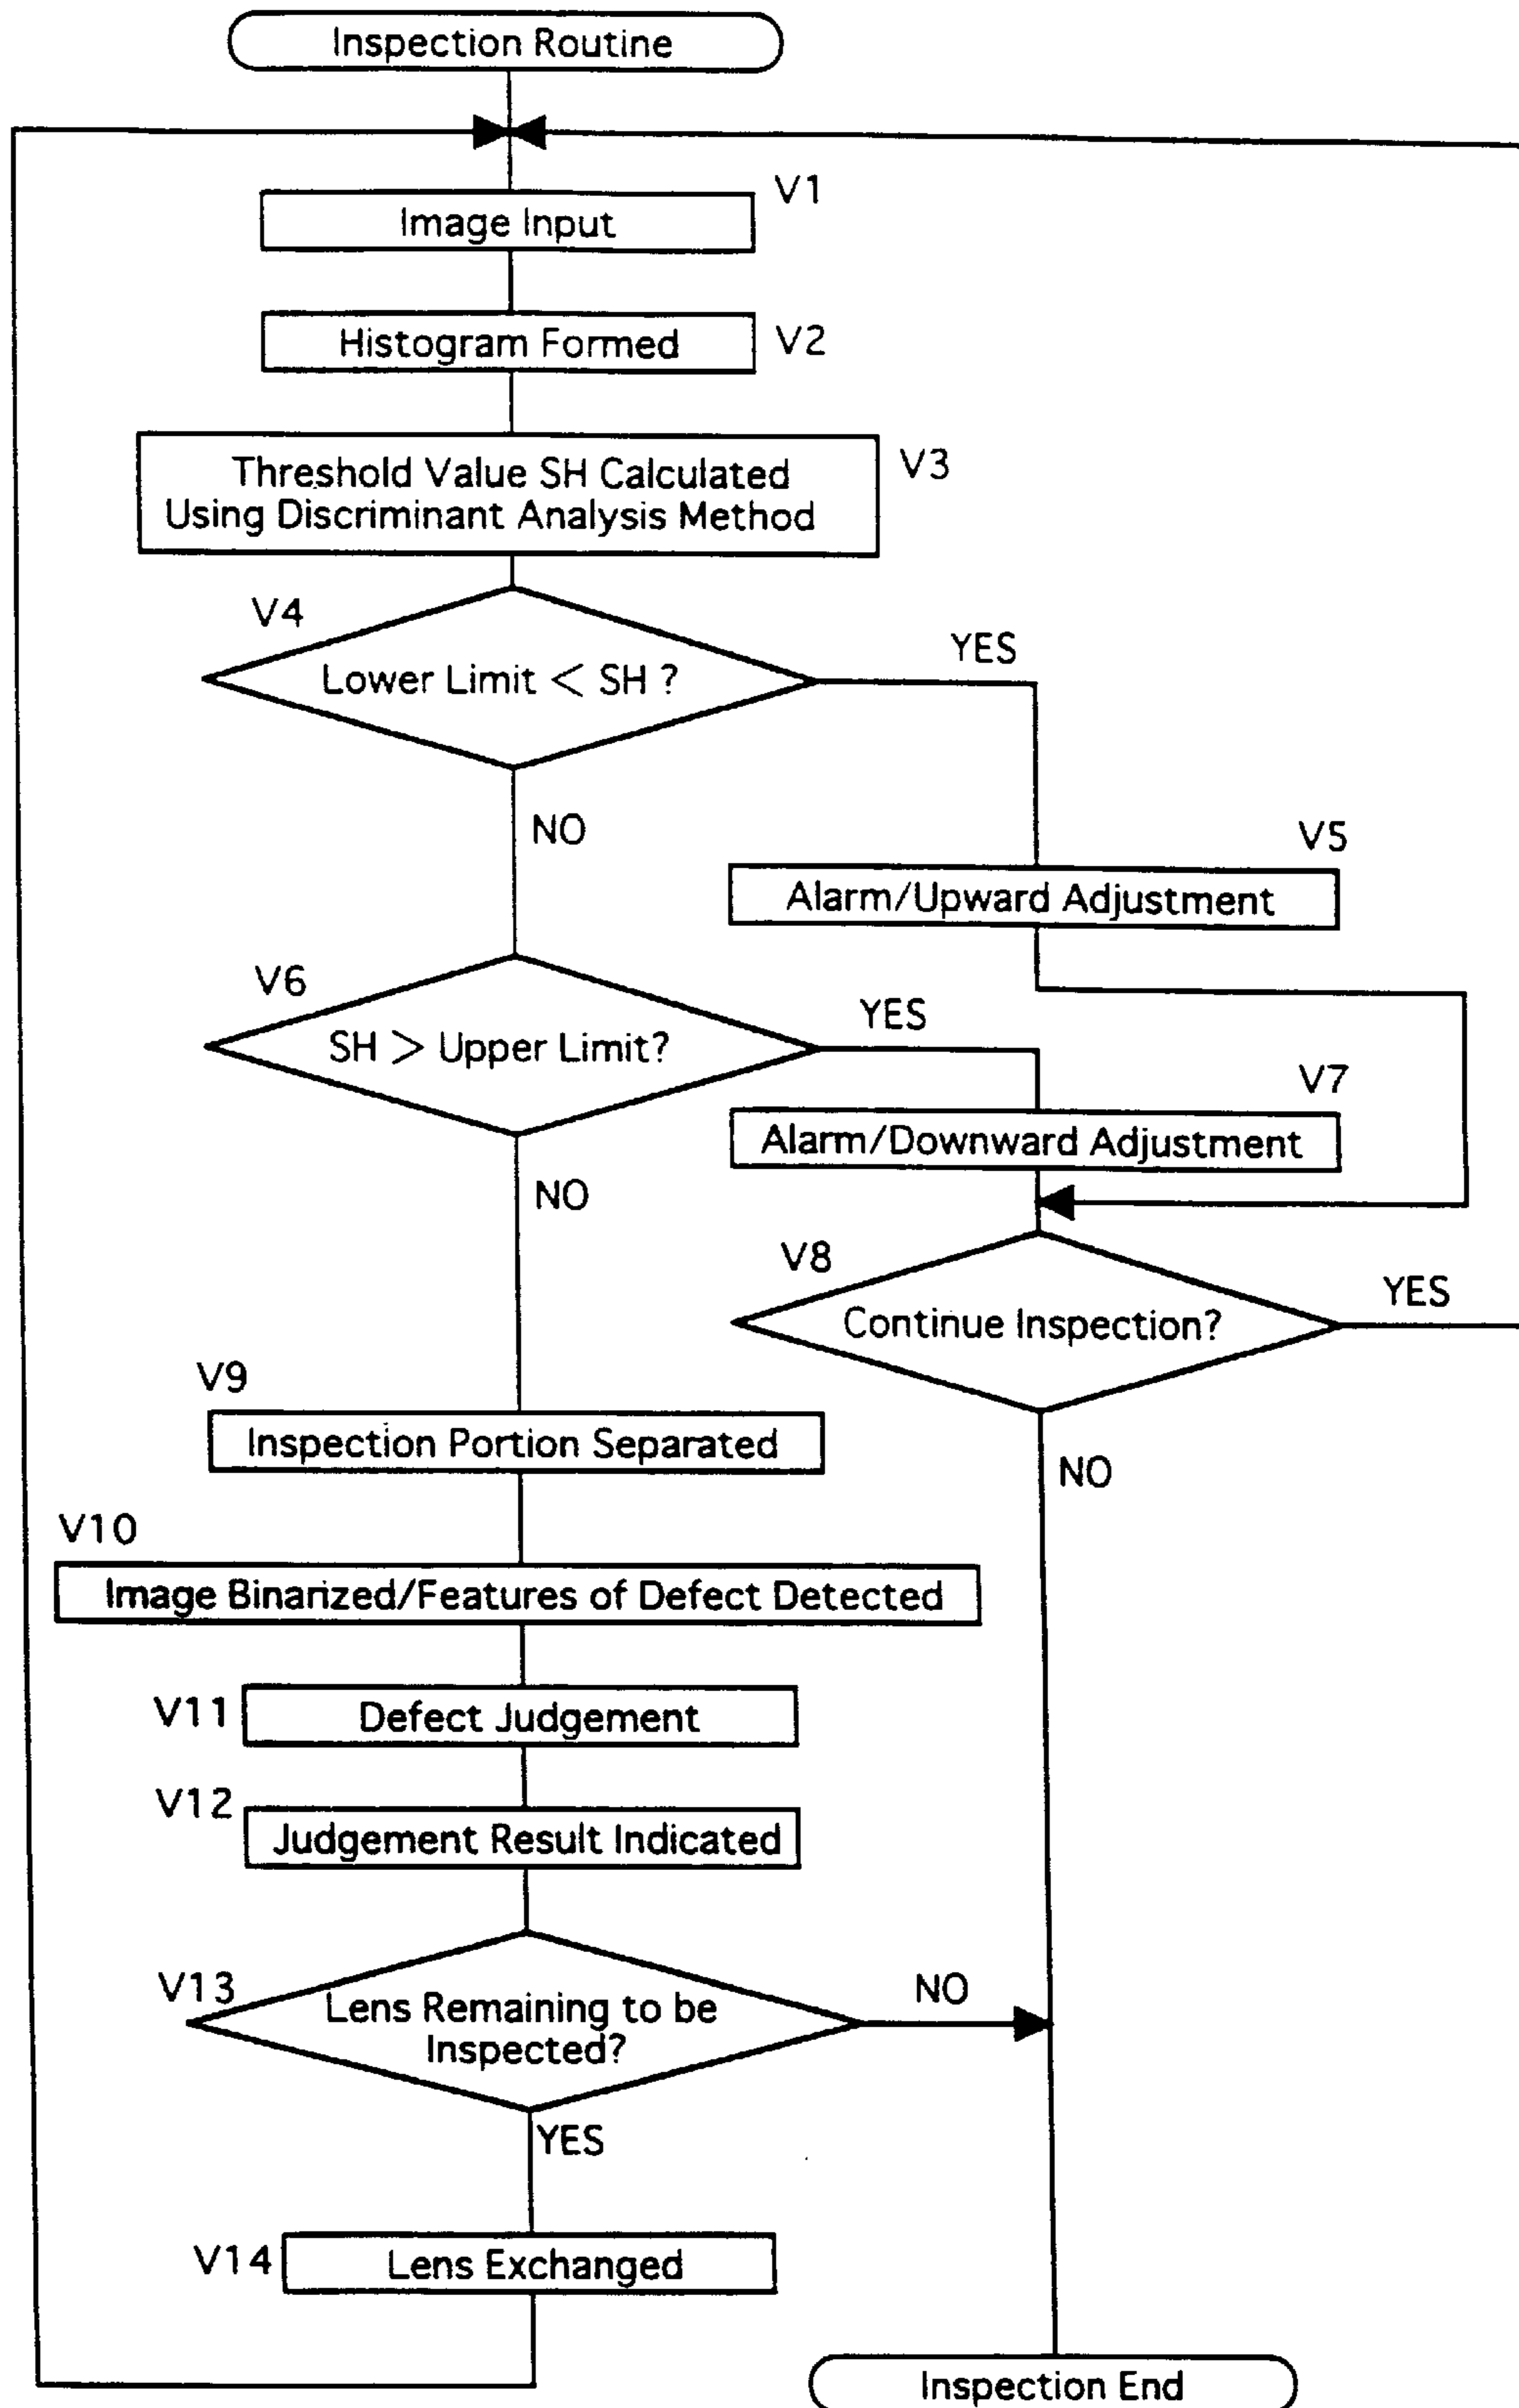 Inspection Routine
V1
Image Input
Histogram Formed
V2
Threshold Value SH Calculated
Using Discriminant Analysis Method
V3
V4
Lower Limit < SH ?
YES
NO
V5
Alarm/Upward Adjustment
V6
SH > Upper Limit?
YES
NO
V7
Alarm/Downward Adjustment
V8
Continue Inspection?
YES
NO
V9
Inspection Portion Separated
V10
Image Binarized/Features of Defect Detected
V11
Defect Judgement
V12
Judgement Result Indicated
V13
Lens Remaining to be
Inspected?
NO
YES
V14
Lens Exchanged
Inspection End